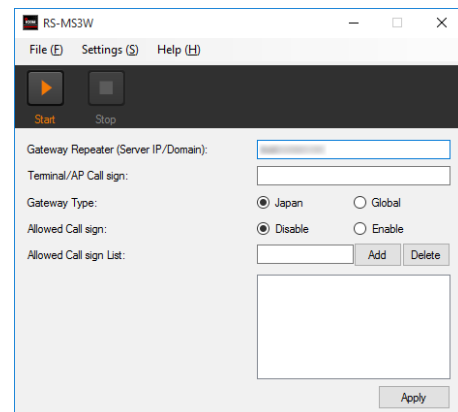 RS-MS3W
File (F) Settings (S) Help (H)
Start Stop
Gateway Repeater (Server IP/Domain):
Terminal/AP Call sign:
Gateway Type: Japan Global
Allowed Call sign: Disable Enable
Allowed Call sign List: Add Delete
Apply